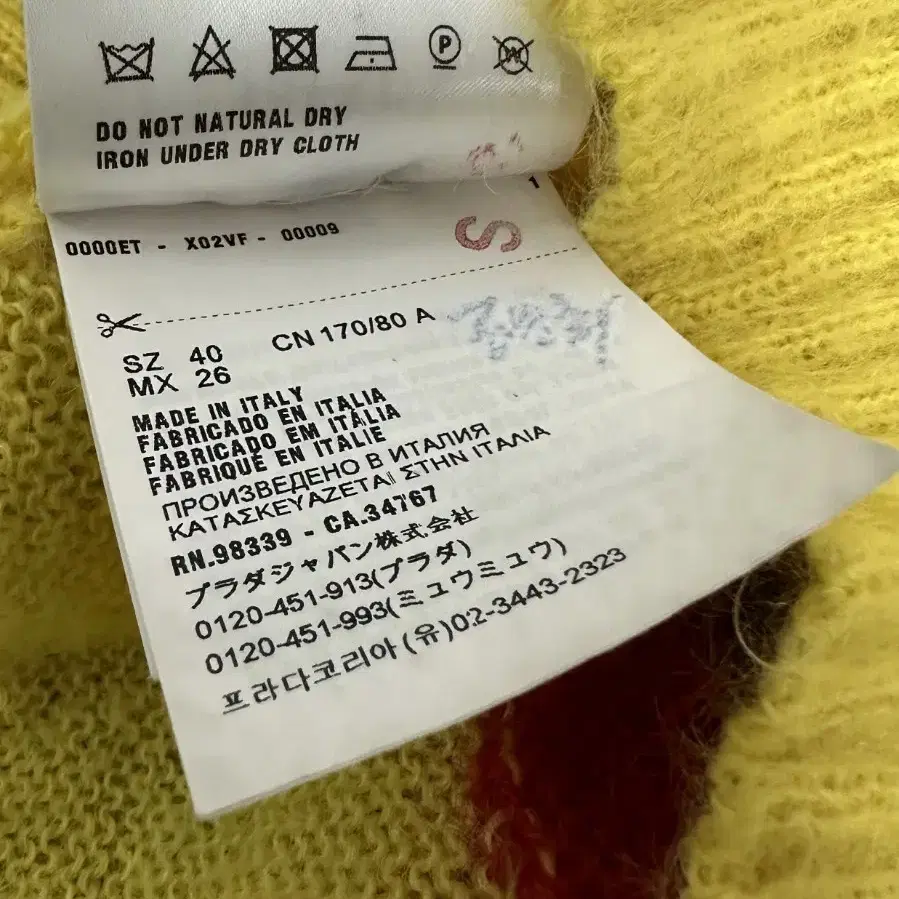 DO NOT NATURAL DRY
IRON UNDER DRY CLOTH
1
0000ET - X02VF - 00009
S
SZ 40 CN 170/80 A
MX 26
MADE IN ITALY
FABRICADO EN ITALIA
FABRICADO EM ITÁLIA
FABRIQUÉ EN ITALIE
ПРОИЗВЕДЕНО В ИТАЛИЯ
ΚΑΤΑΣΚΕΥΑΖΕΤΑΙ ΣΤΗΝ ΙΤΑΛΙΑ
RN.98339 - CA.34767
プラダジャパン株式会社
0120-451-913(プラダ)
0120-451-993(ミュウミュウ)
프라다코리아(유)02-3443-2323